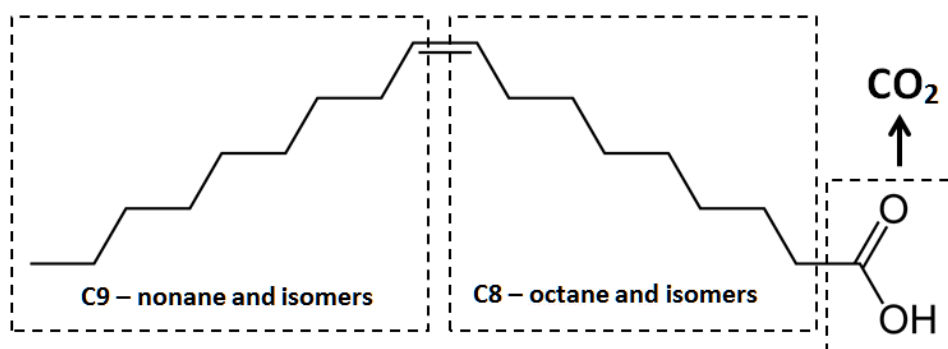 CO₂
O
C9 – nonane and isomers
C8 – octane and isomers
OH